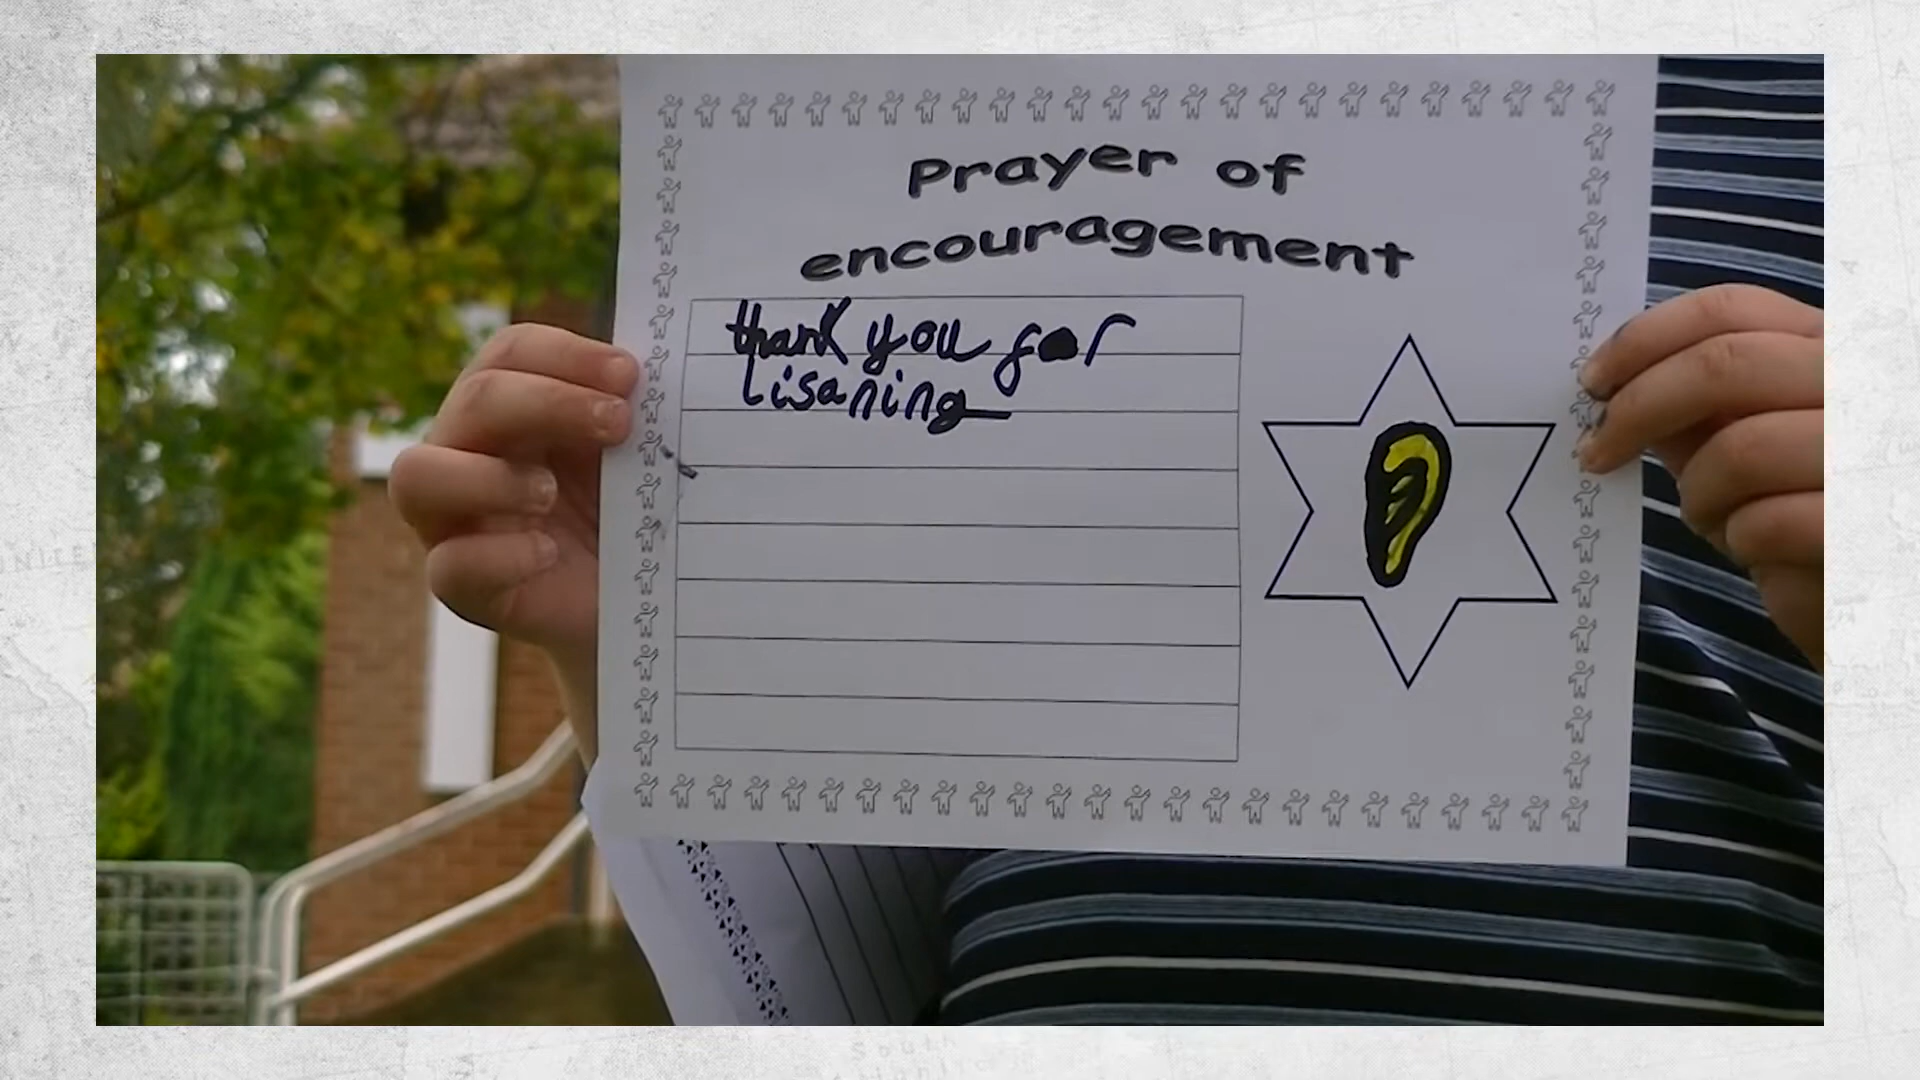 Prayer of
encouragement
thank you for
lisaning